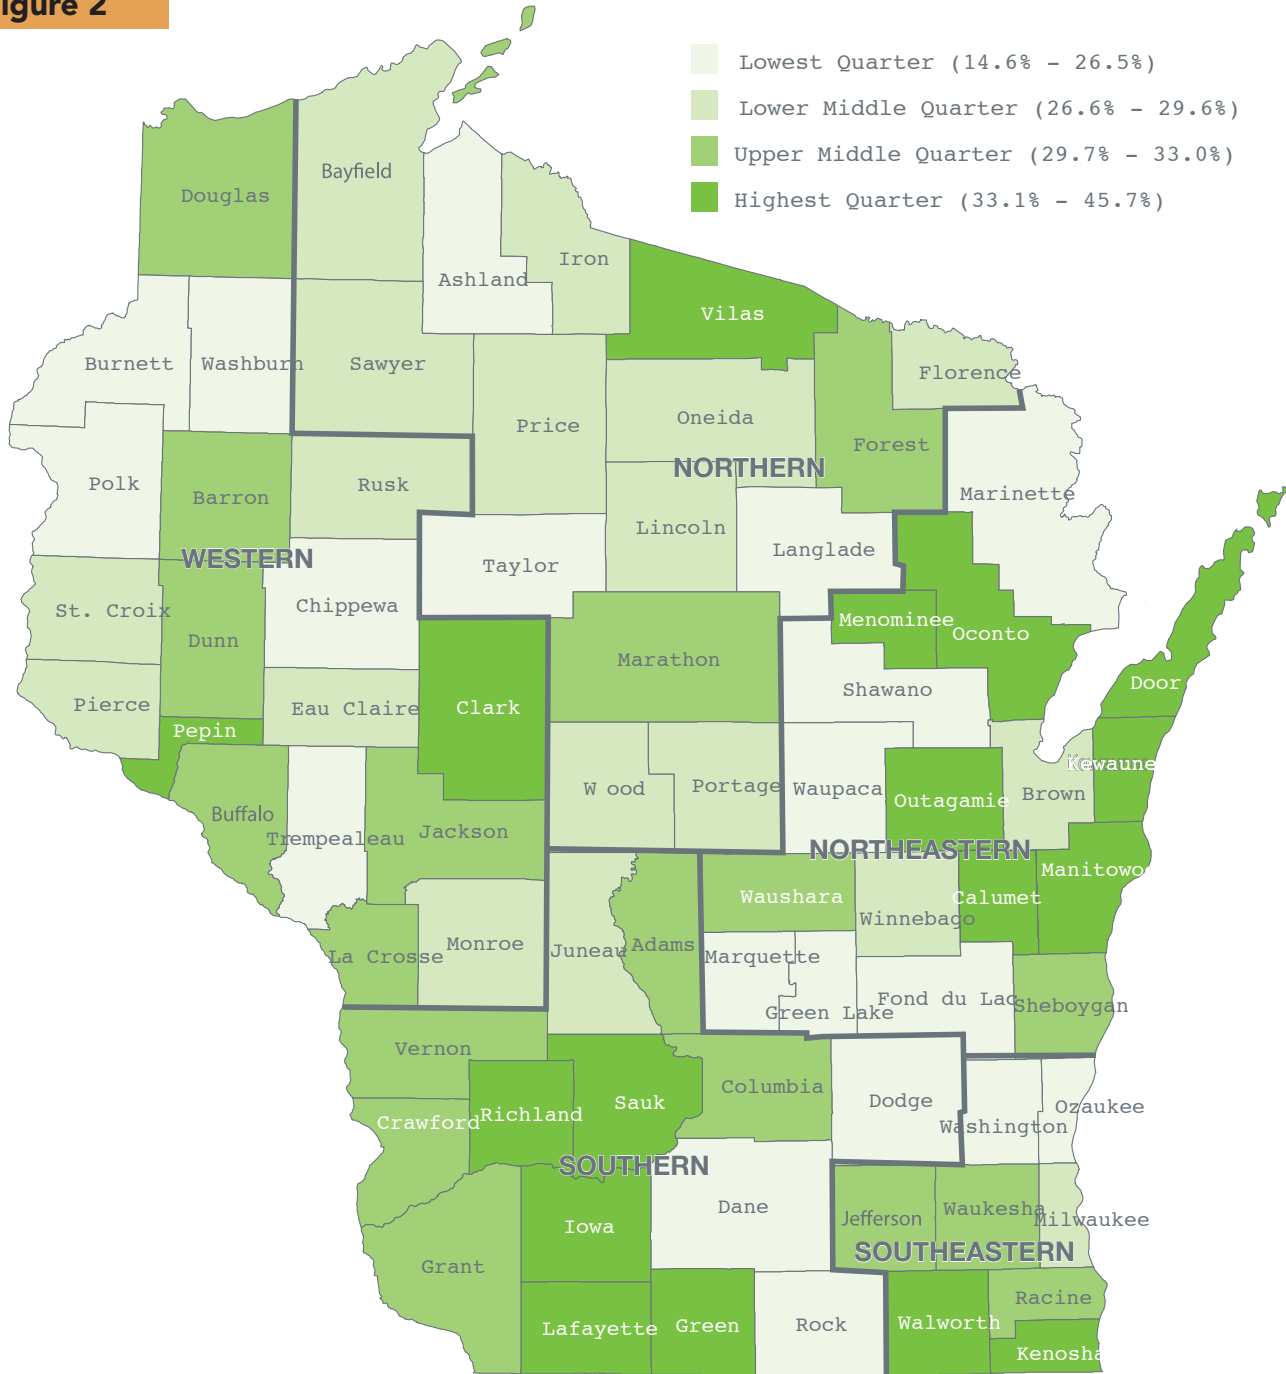 igure 2
Lowest Quarter (14.6% - 26.5%)
Lower Middle Quarter (26.6% - 29.6%)
Upper Middle Quarter (29.7% - 33.0%)
Highest Quarter (33.1% - 45.7%)
Bayfield
Douglas
Iron
Ashland
Vilas
Burnett
Washburn
Sawyer
Florence
Oneida
Price
Forest
NORTHERN
Polk
Rusk
Barron
Marinette
Lincoln
Langlade
WESTERN
Taylor
Chippewa
St. Croix
Menominee
Dunn
Oconto
Marathon
Door
Shawano
Pierce
Eau Claire
Clark
Pepin
Kewaune
W ood
Portage
Waupaca
Brown
Outagamie
Buffalo
Jackson
Trempealeau
NORTHEASTERN
Manitowo
Waushara
Calumet
Winnebago
Monroe
Adams
Juneau
La Crosse
Marquette
Fond du Lac
Sheboygan
Green Lake
Vernon
Columbia
Dodge
Sauk
Ozaukee
Richland
Crawford
Washington
SOUTHERN
Dane
Waukesha
Jefferson
Milwaukee
Iowa
SOUTHEASTERN
Grant
Racine
Walworth
Rock
Green
Lafayette
Kenosha